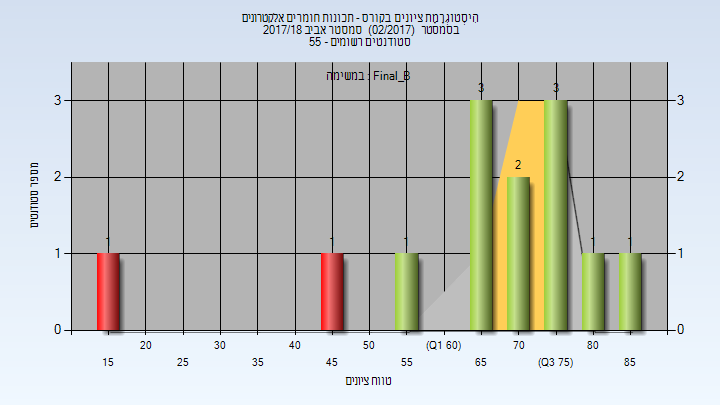 היסטוגרמת ציונים בקורס - תכונות חומרים אלקטרונים
בסמסטר (02/2017) סמסטר אביב 2017/18
סטודנטים רשומים - 55
במשימה : Final_B
3 2 3
1 1 1 1 1
3 2 1 0
3 2 1 0
מספר סטודנטים
20 30 40 50 (Q1 60) 70 80
15 25 35 45 55 65 (Q3 75) 85
טווח ציונים